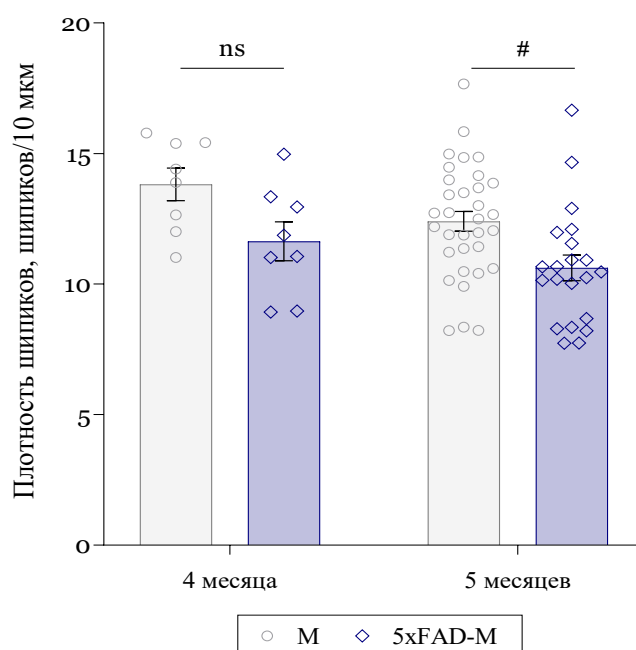 Плотность шипиков, шипиков/10 мкм
20
15
10
5
0
ns
#
4 месяца
5 месяцев
М 5xFAD-M